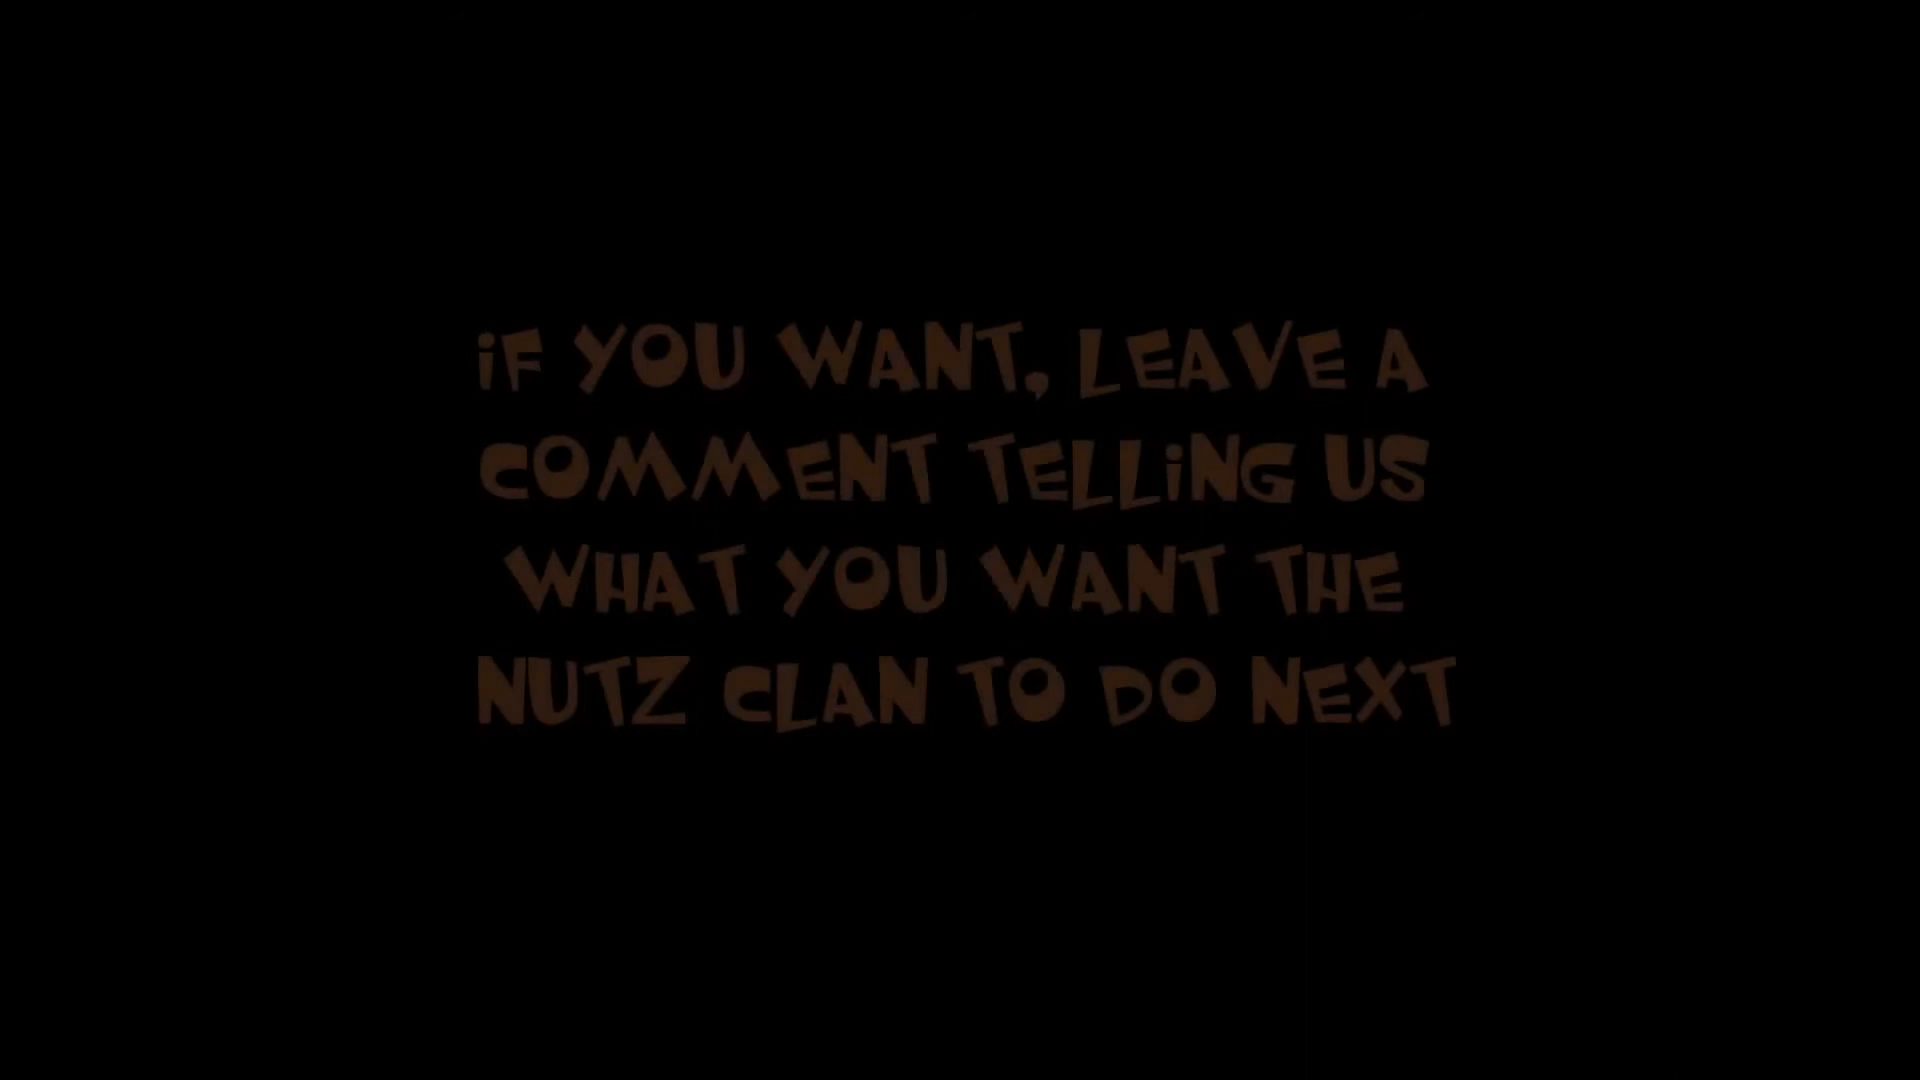 iF YOU WANT, LEAVE A
COMMENT TELLiNG US
WHAT YOU WANT THE
NUTZ CLAN TO DO NEXT